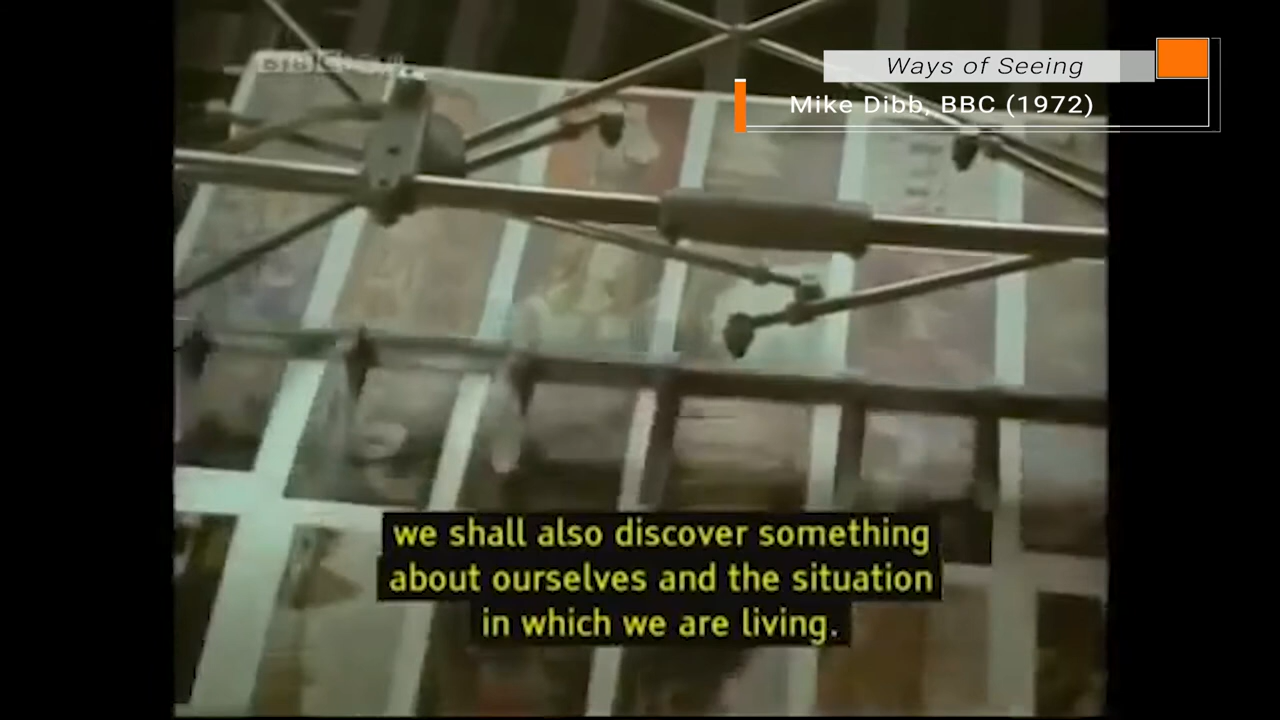 Ways of Seeing
Mike Dibb, BBC (1972)
we shall also discover something
about ourselves and the situation
in which we are living.